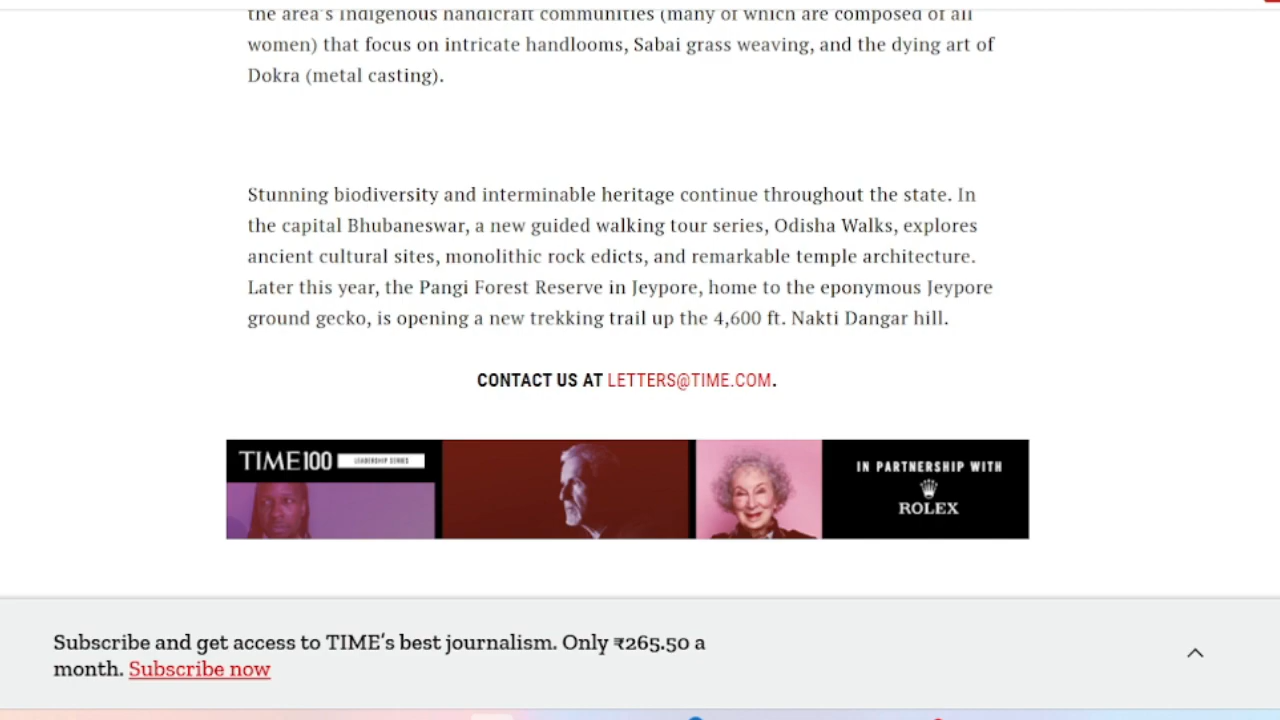 the area's Indigenous handicraft communities (many of which are composed of all
women) that focus on intricate handlooms, Sabai grass weaving, and the dying art of
Dokra (metal casting).
Stunning biodiversity and interminable heritage continue throughout the state. In
the capital Bhubaneswar, a new guided walking tour series, Odisha Walks, explores
ancient cultural sites, monolithic rock edicts, and remarkable temple architecture.
Later this year, the Pangi Forest Reserve in Jeypore, home to the eponymous Jeypore
ground gecko, is opening a new trekking trail up the 4,600 ft. Nakti Dangar hill.
CONTACT US AT LETTERS@TIME.COM.
TIME100 LEADERSHIP SERIES
IN PARTNERSHIP WITH
ROLEX
Subscribe and get access to TIME's best journalism. Only ₹265.50 a
month. Subscribe now